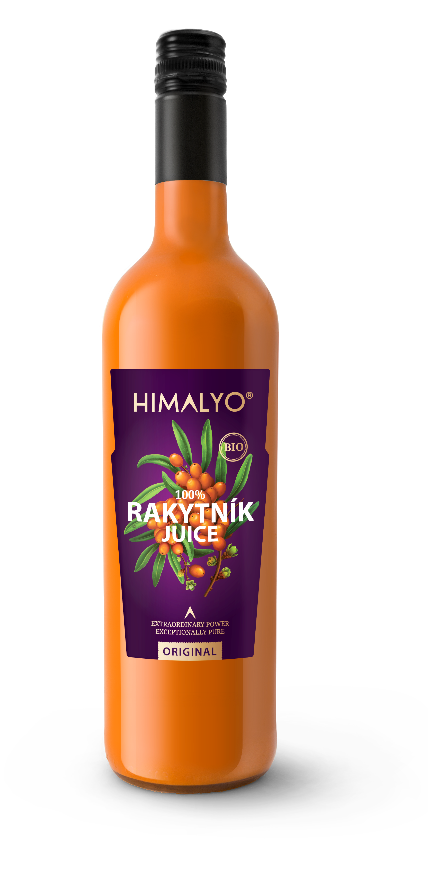 HIMALYO®
BIO
100%
RAKYTNÍK
JUICE
EXTRAORDINARY POWER
EXCEPTIONALLY PURE
ORIGINAL